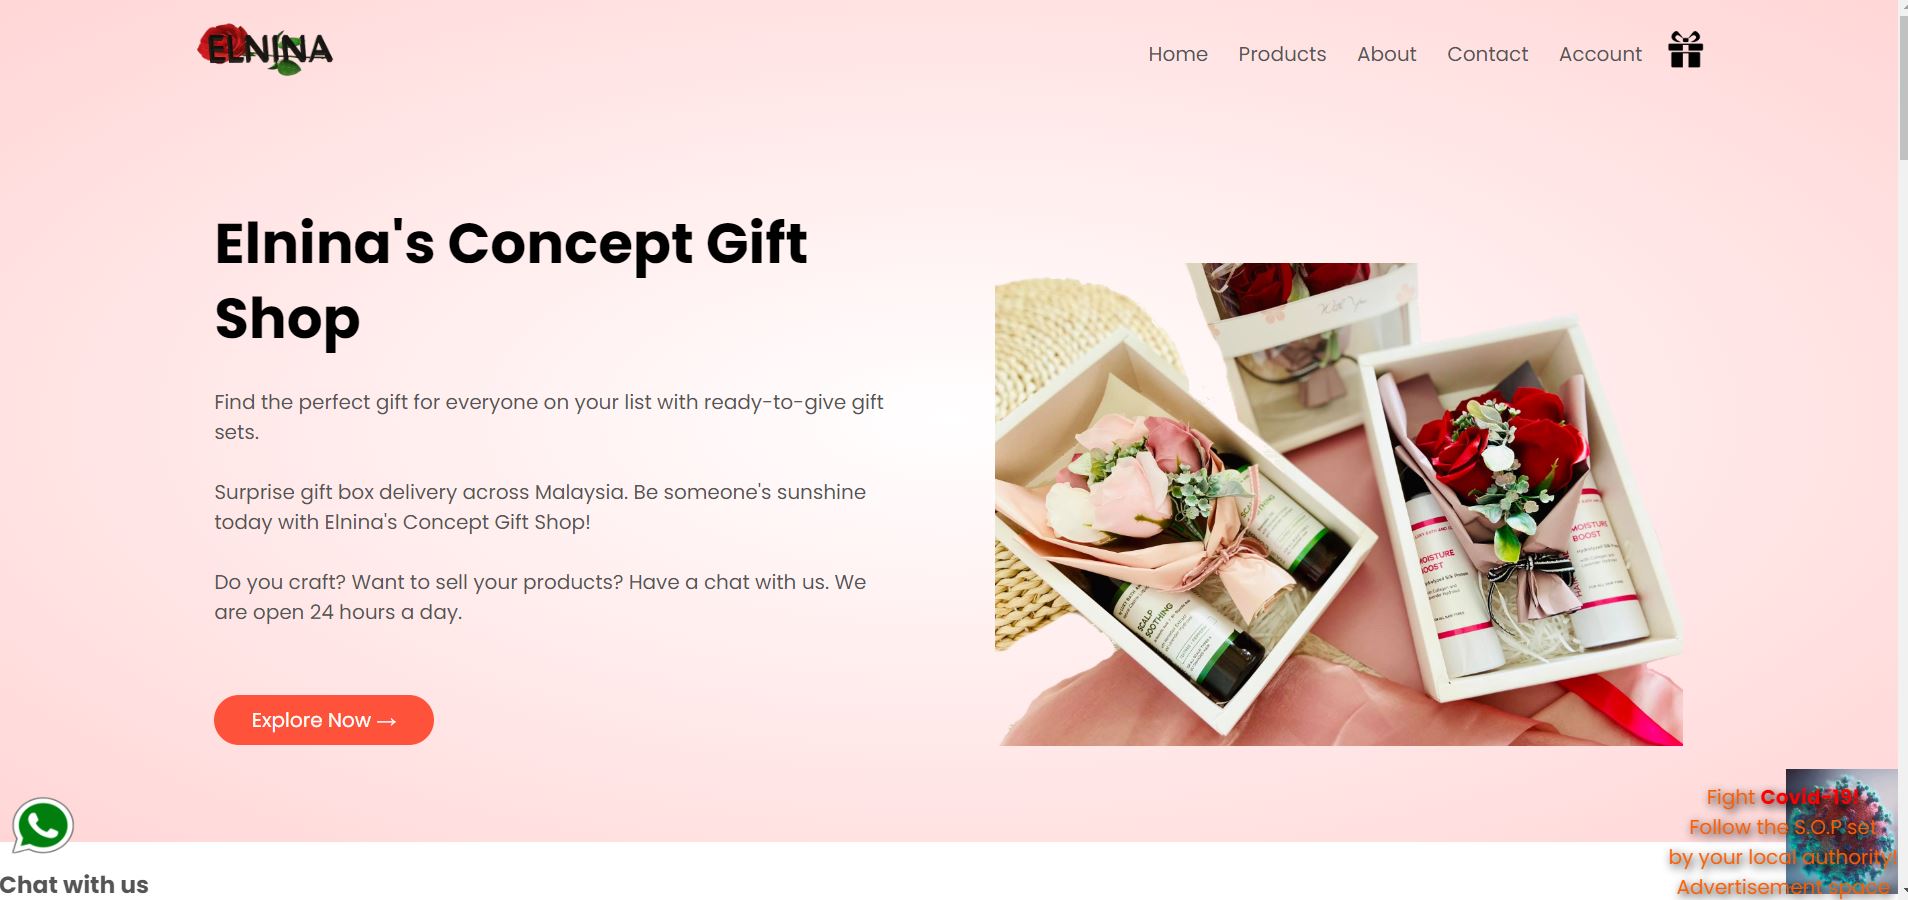 ELNINA
Home Products About Contact Account
Elnina's Concept Gift
Shop
Find the perfect gift for everyone on your list with ready-to-give gift
sets.
Surprise gift box delivery across Malaysia. Be someone's sunshine
today with Elnina's Concept Gift Shop!
Do you craft? Want to sell your products? Have a chat with us. We
are open 24 hours a day.
Explore Now →
With You
SCALP
SOOTHING
MOISTURE
BOOST
MOISTURE
BOOST
Chat with us
Fight Covid-19!
Follow the S.O.P set
by your local authority!
Advertisement space